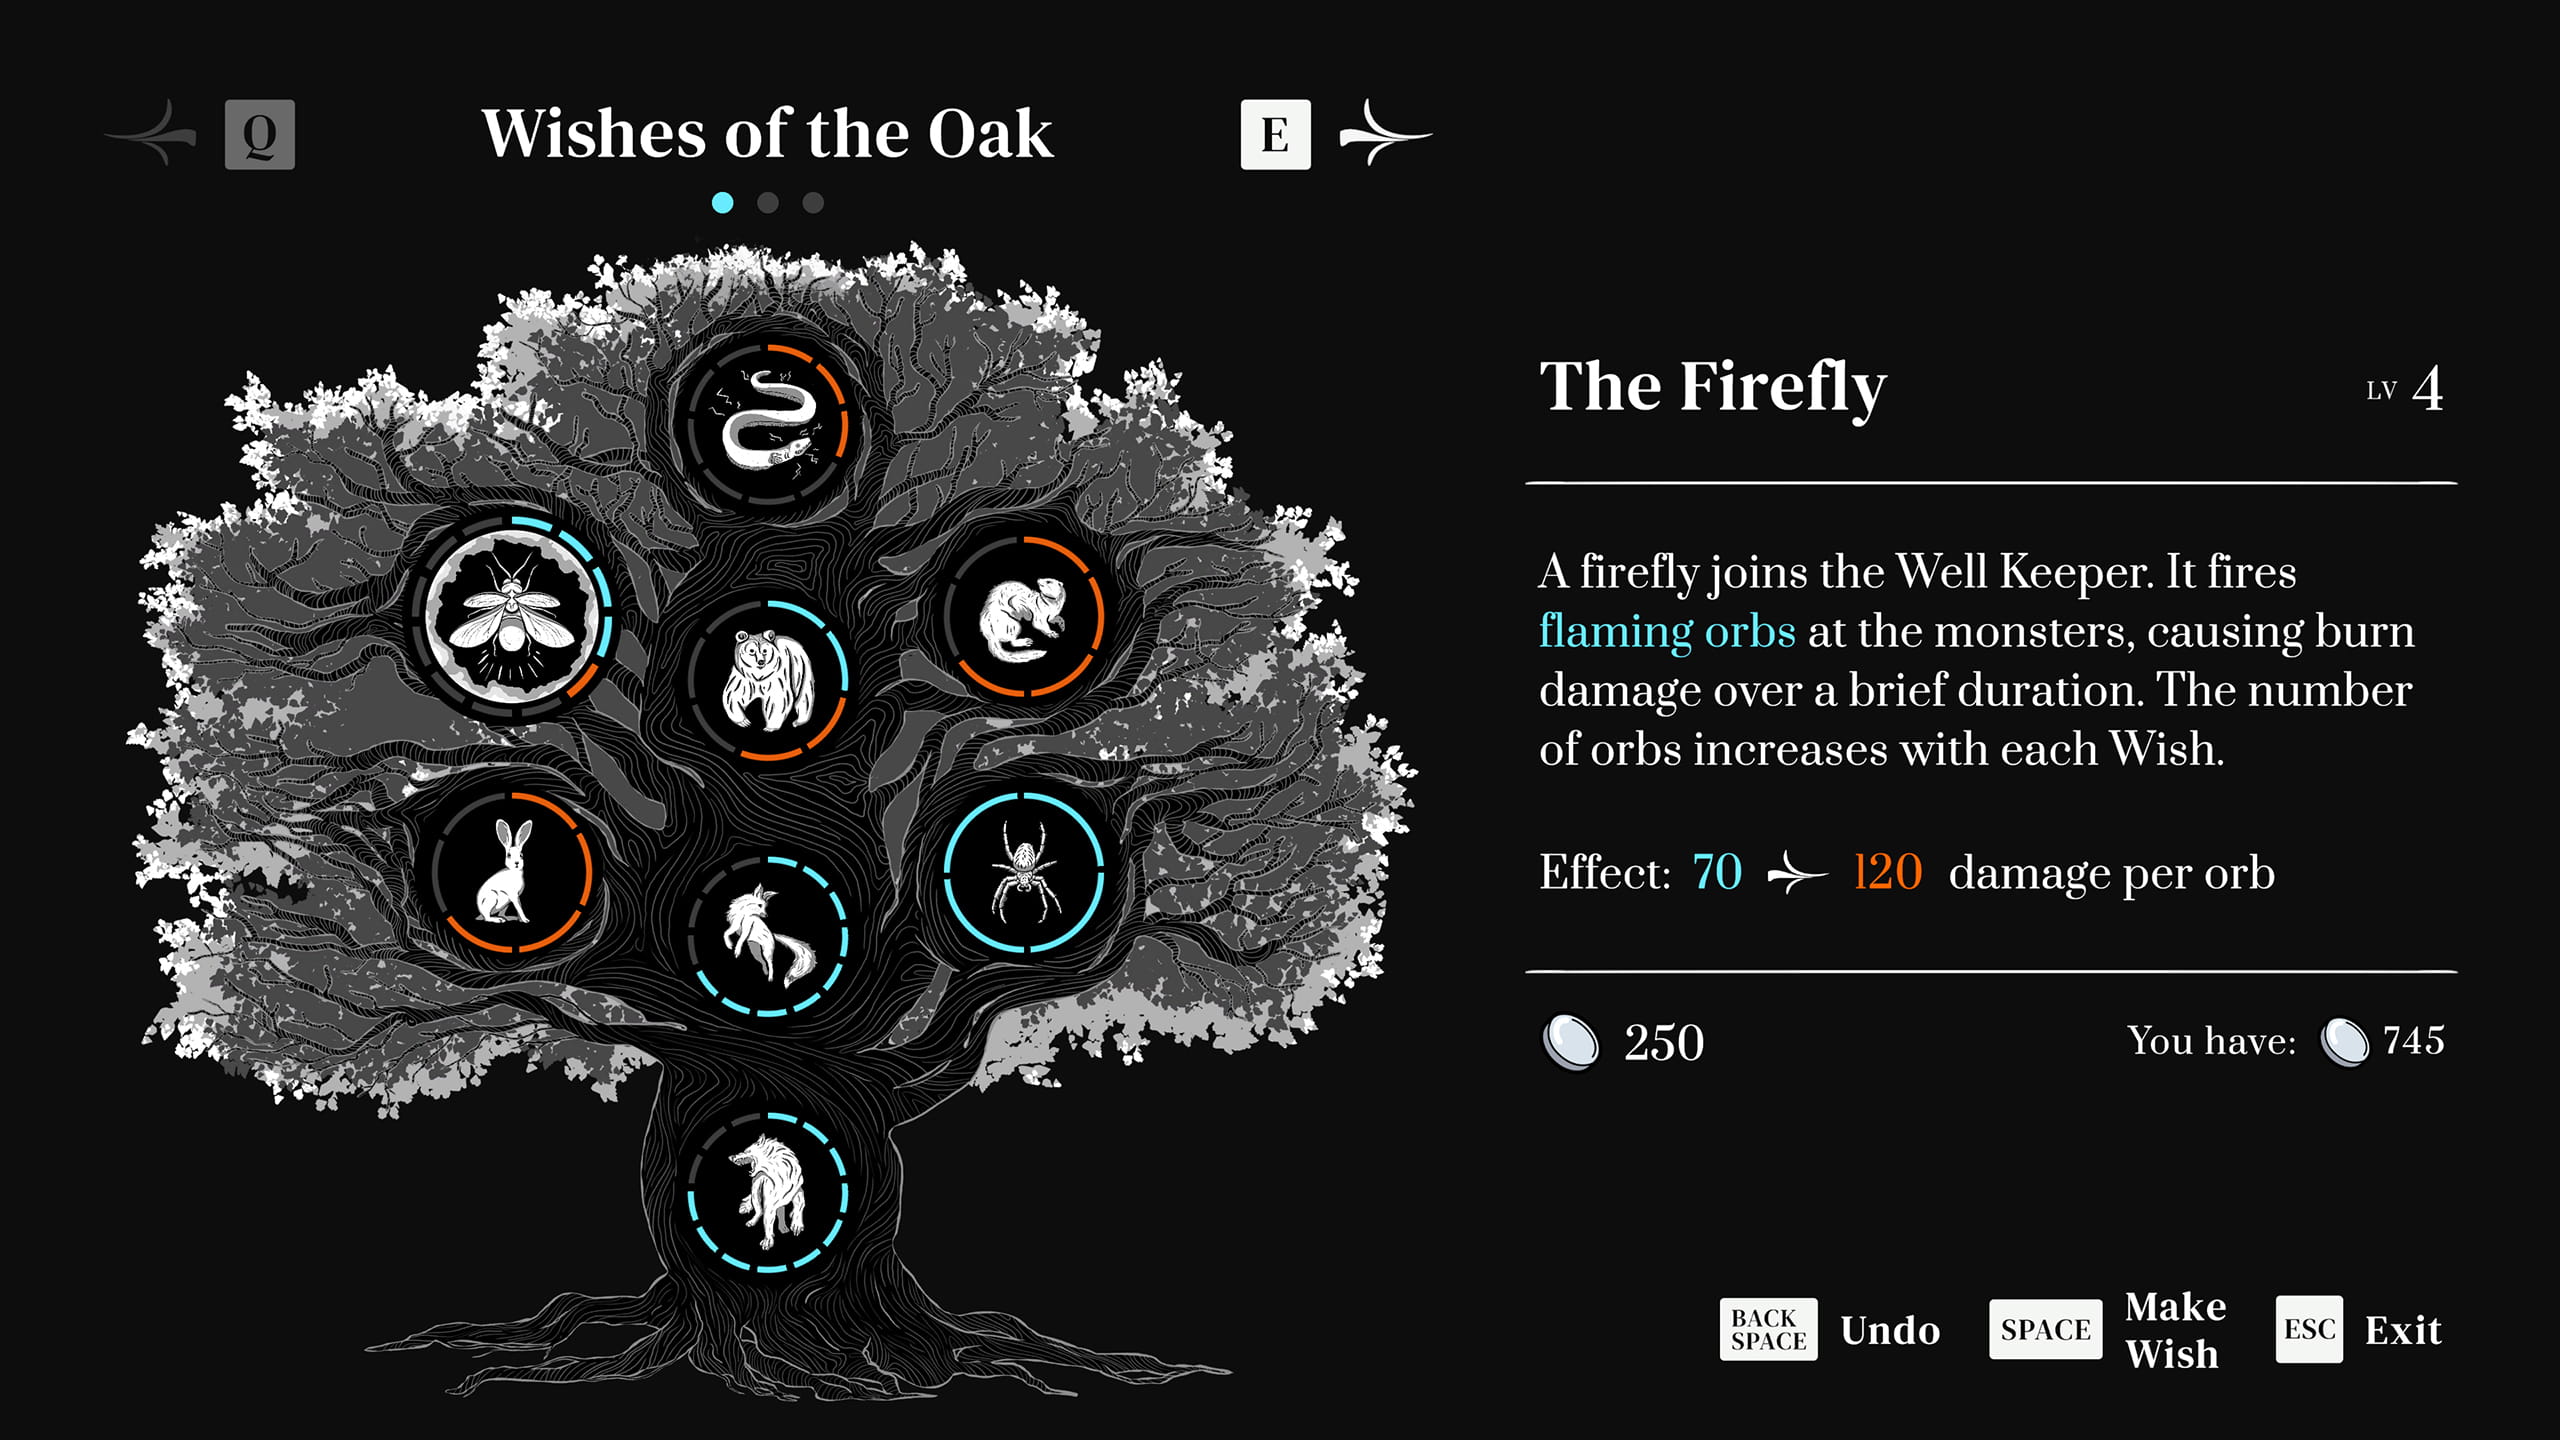 Q
Wishes of the Oak
E
The Firefly
LV 4
A firefly joins the Well Keeper. It fires
flaming orbs at the monsters, causing burn
damage over a brief duration. The number
of orbs increases with each Wish.
Effect: 70 120 damage per orb
250
You have: 745
BACK SPACE
Undo
SPACE
Make Wish
ESC
Exit